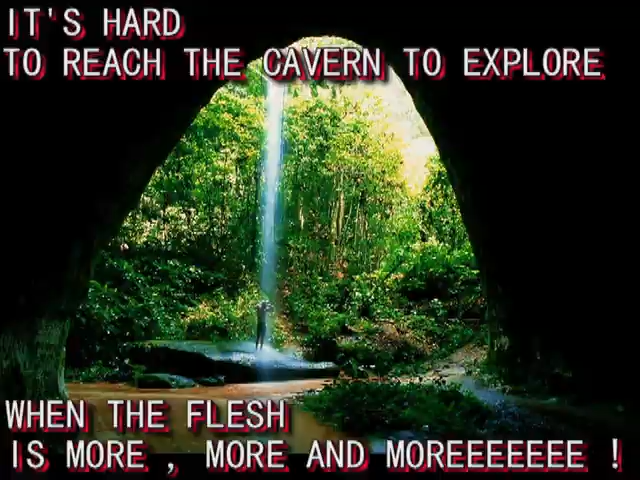 IT'S HARD
TO REACH THE CAVERN TO EXPLORE
WHEN THE FLESH
IS MORE , MORE AND MOREEEEEEE !